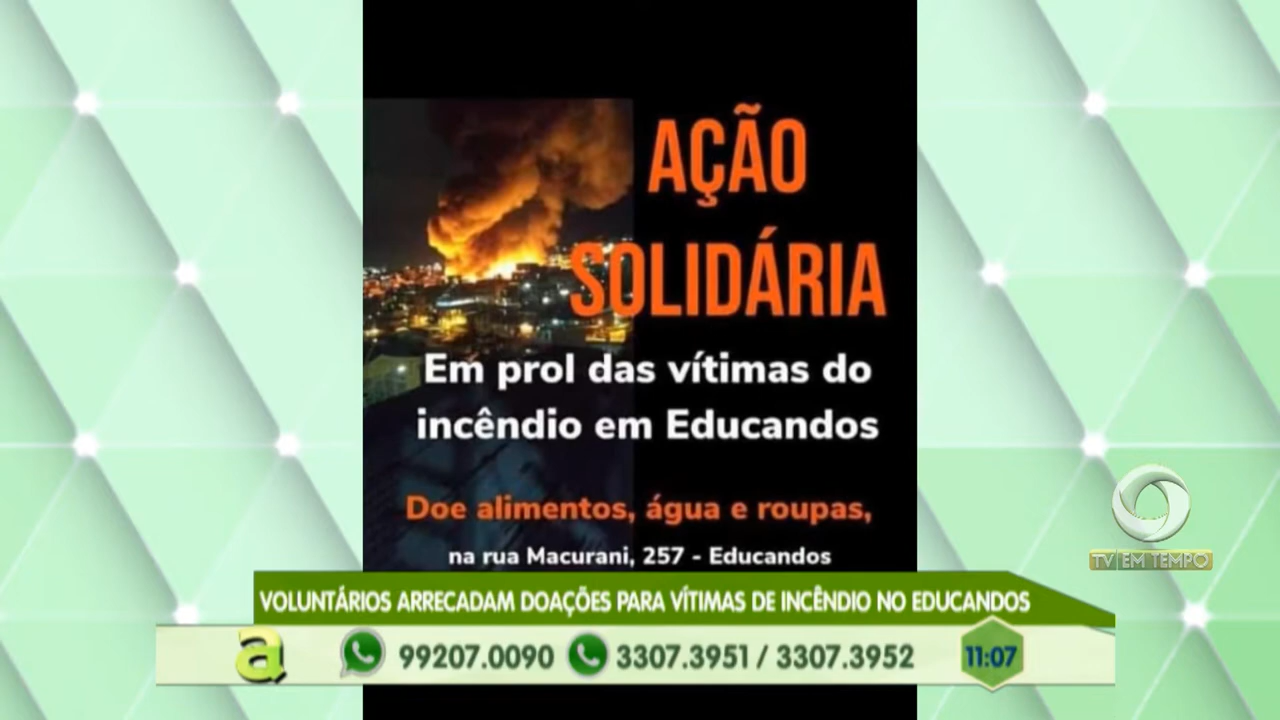 AÇÃO
SOLIDÁRIA
Em prol das vítimas do
incêndio em Educandos
Doe alimentos, água e roupas,
na rua Macurani, 257 - Educandos
TV EM TEMPO
VOLUNTÁRIOS ARRECADAM DOAÇÕES PARA VÍTIMAS DE INCÊNDIO NO EDUCANDOS
a 99207.0090 3307.3951 / 3307.3952 11:07